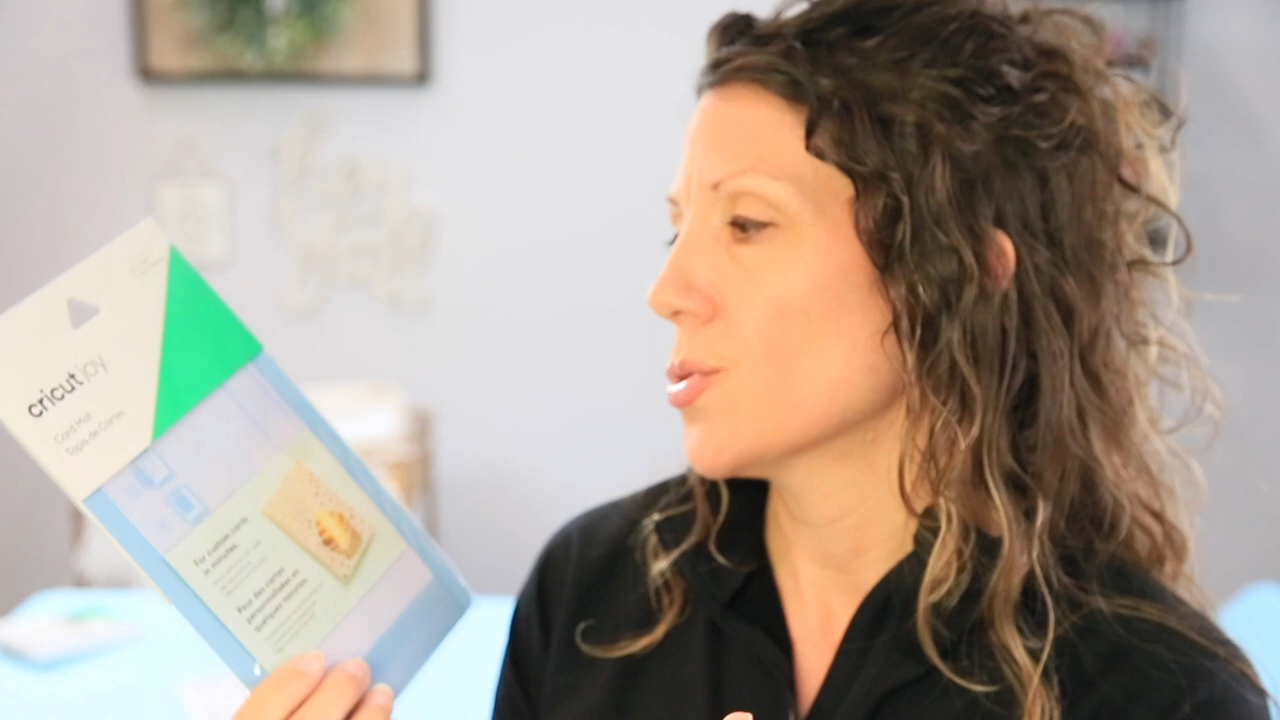 cricut joy
Card Mat
Tapis de Cartes
For custom cards
in minutes.
Pour des cartes
personnalisées en
quelques minutes.